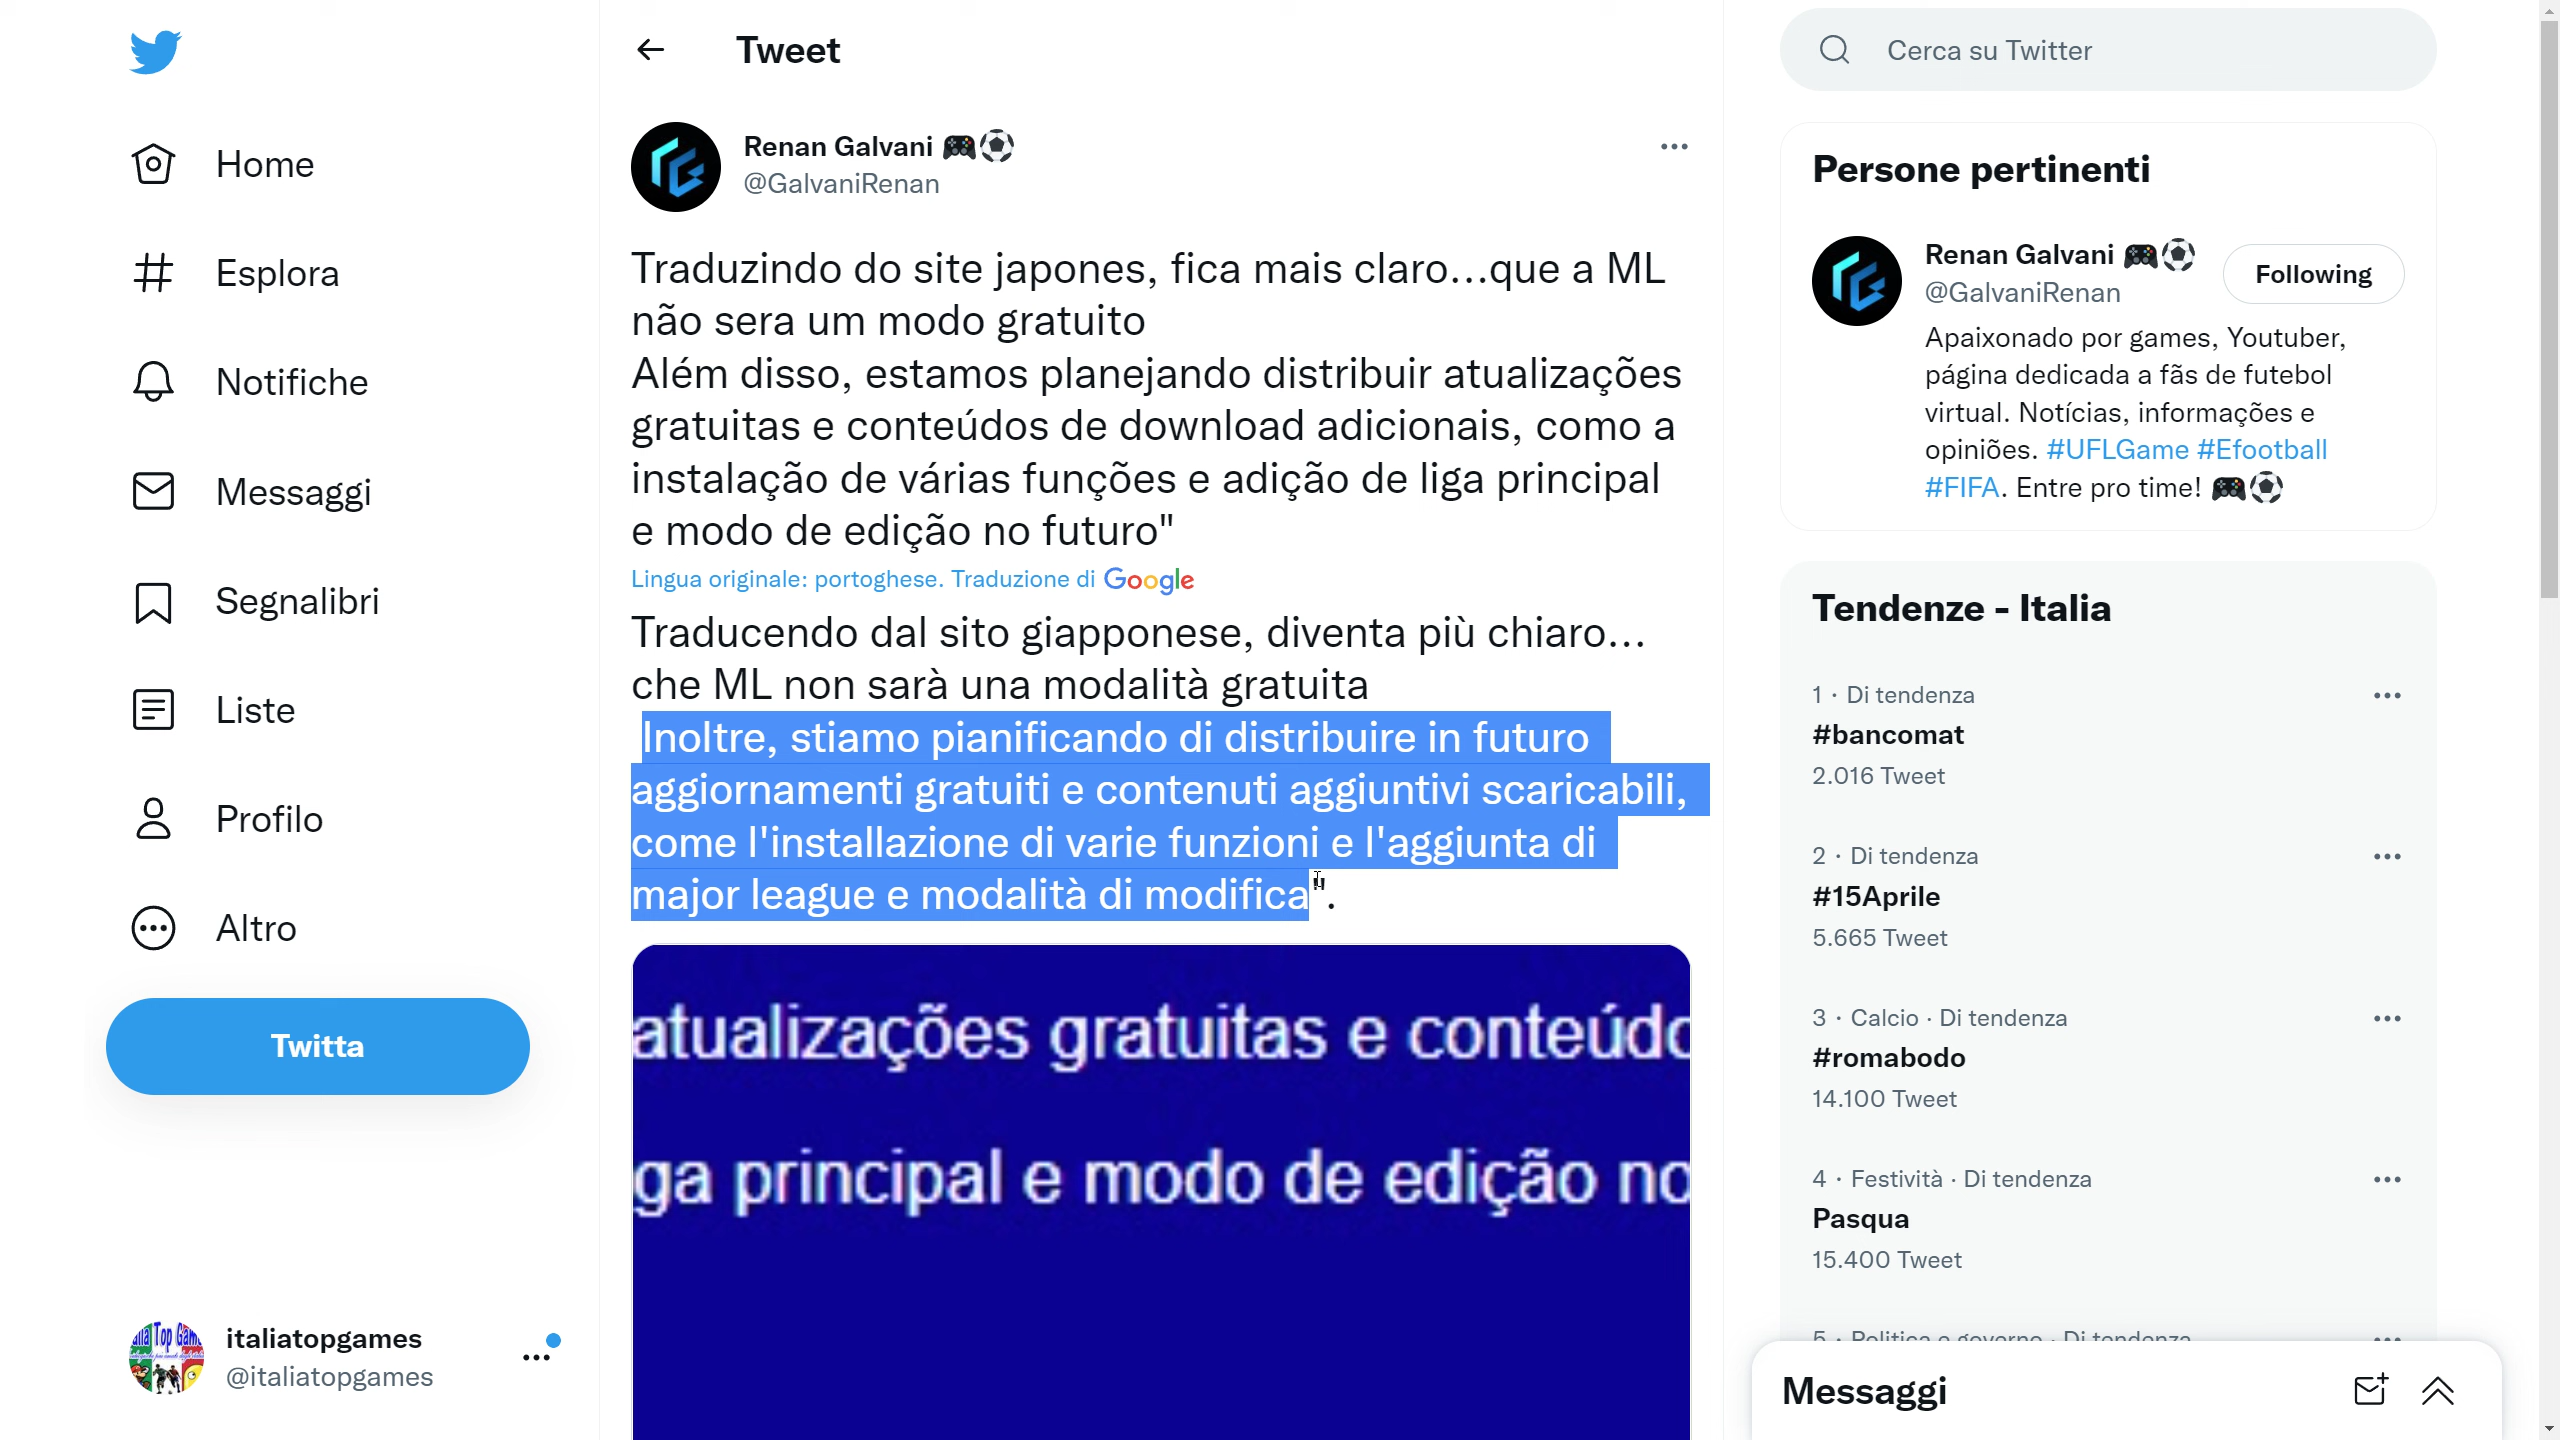 Home
Esplora
Notifiche
Messaggi
Segnalibri
Liste
Profilo
Altro
Twitta
italiatopgames
@italiatopgames
Tweet
Renan Galvani 🎮⚽
@GalvaniRenan
Traduzindo do site japones, fica mais claro...que a ML
não sera um modo gratuito
Além disso, estamos planejando distribuir atualizações
gratuitas e conteúdos de download adicionais, como a
instalação de várias funções e adição de liga principal
e modo de edição no futuro"
Lingua originale: portoghese. Traduzione di Google
Traducendo dal sito giapponese, diventa più chiaro...
che ML non sarà una modalità gratuita
Inoltre, stiamo pianificando di distribuire in futuro
aggiornamenti gratuiti e contenuti aggiuntivi scaricabili,
come l'installazione di varie funzioni e l'aggiunta di
major league e modalità di modifica".
atualizações gratuitas e conteúdo
ga principal e modo de edição no
Cerca su Twitter
Persone pertinenti
Renan Galvani 🎮⚽
@GalvaniRenan
Following
Apaixonado por games, Youtuber,
página dedicada a fãs de futebol
virtual. Notícias, informações e
opiniões. #UFLGame #Efootball
#FIFA. Entre pro time! 🎮⚽
Tendenze - Italia
1 · Di tendenza
#bancomat
2.016 Tweet
2 · Di tendenza
#15Aprile
5.665 Tweet
3 · Calcio · Di tendenza
#romabodo
14.100 Tweet
4 · Festività · Di tendenza
Pasqua
15.400 Tweet
5 · Politica e governo · Di tendenza
Messaggi